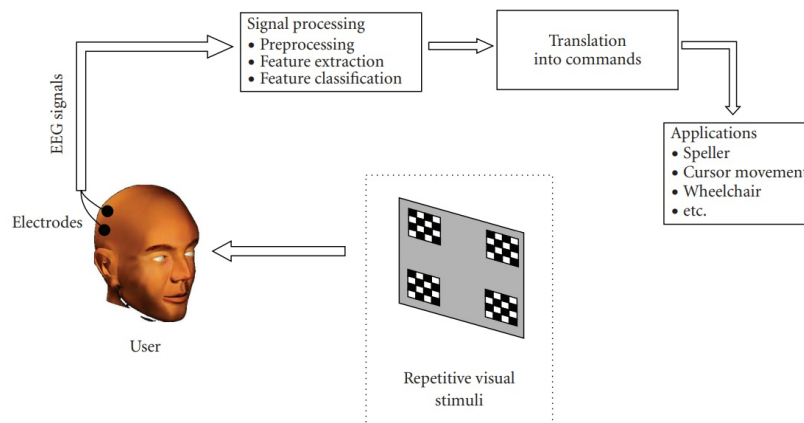 Signal processing
• Preprocessing
• Feature extraction
• Feature classification
Translation
into commands
EEG signals
Applications
• Speller
• Cursor movement
• Wheelchair
• etc.
Electrodes
User
Repetitive visual
stimuli